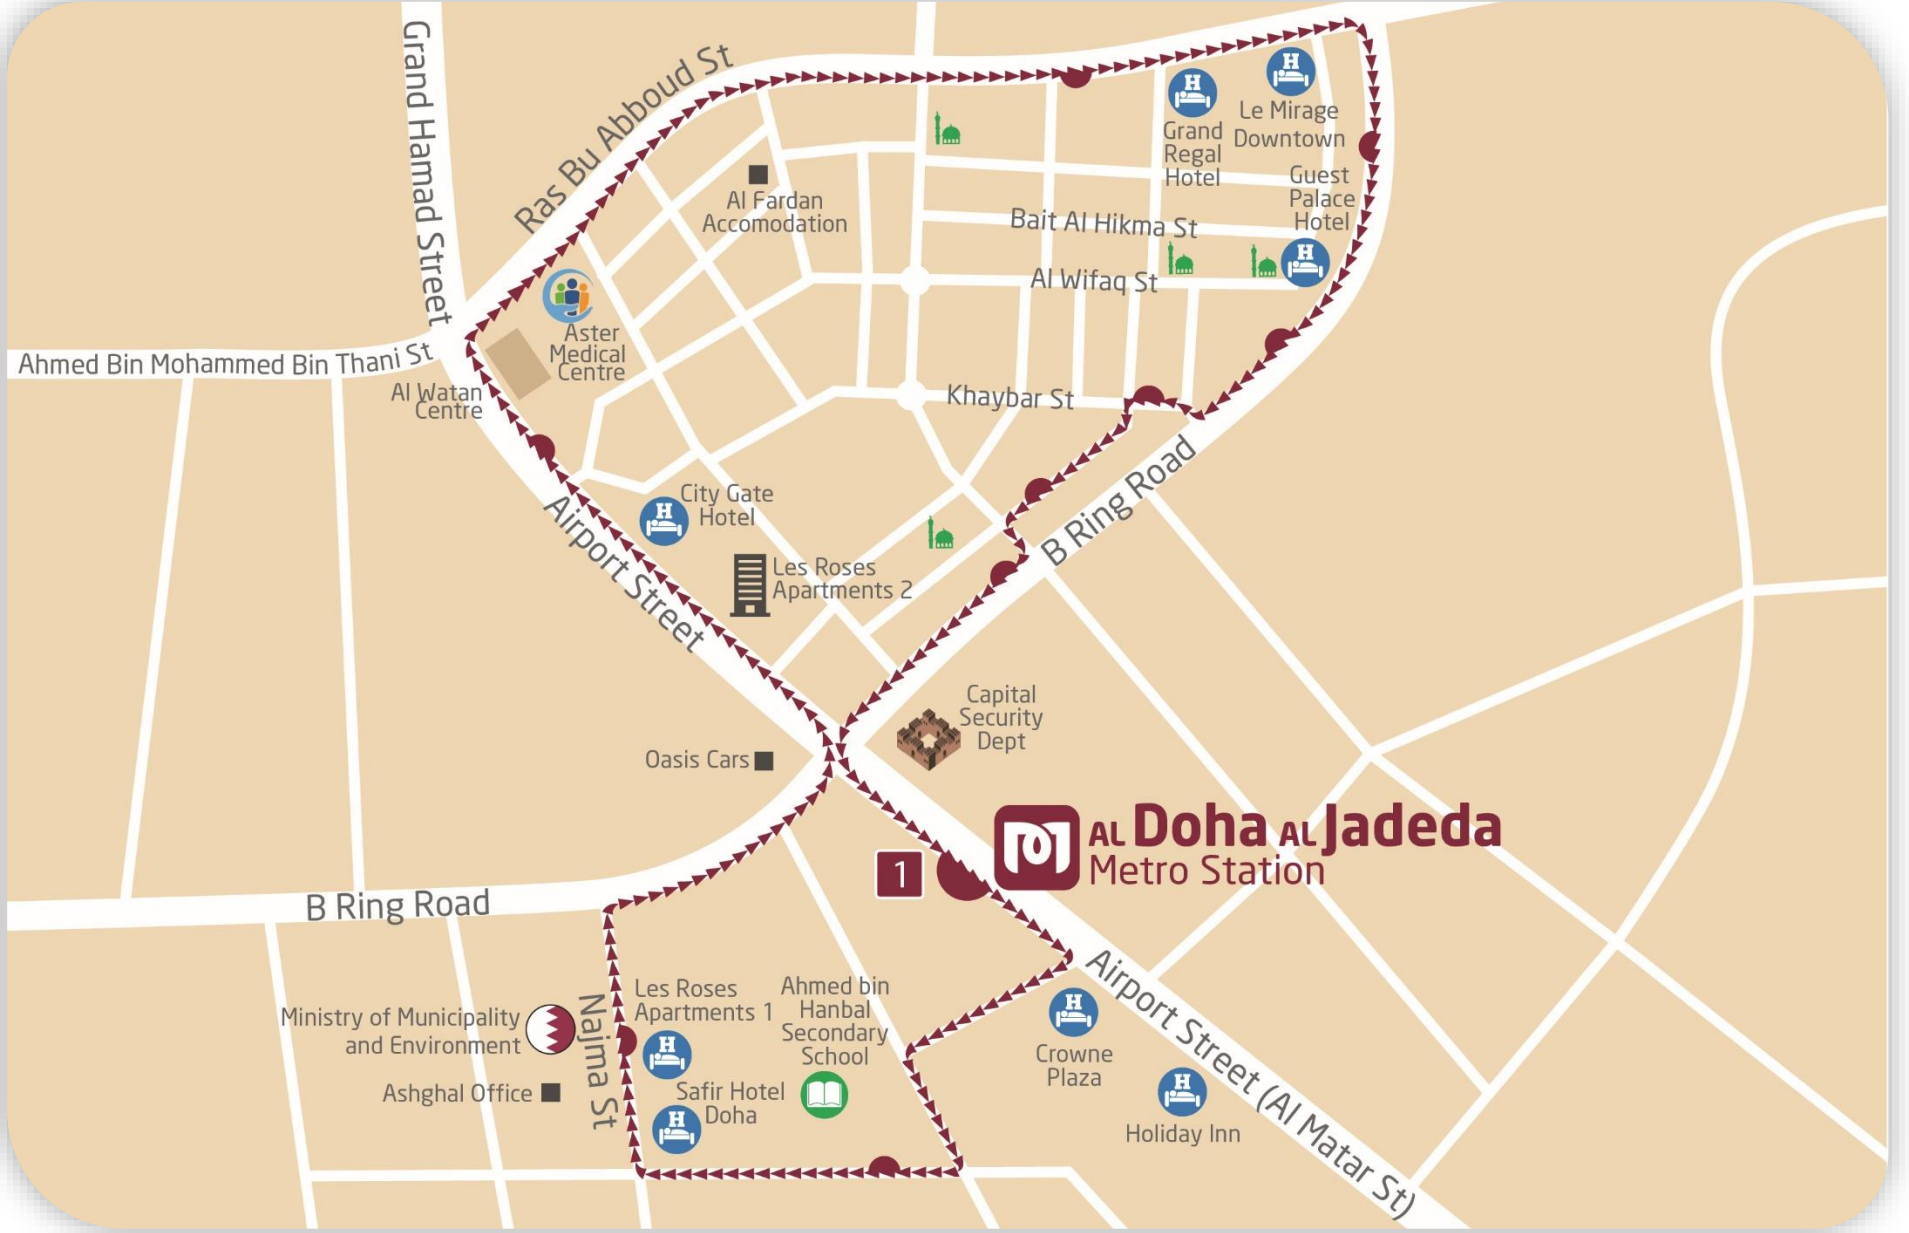 Grand Hamad Street
Ras Bu Abboud St
H
Le Mirage
Downtown
H
Grand
Regal
Hotel
Guest
Palace
Hotel
H
Al Fardan
Accomodation
Bait Al Hikma St
Al Wifaq St
Aster
Medical
Centre
Ahmed Bin Mohammed Bin Thani St
Al Watan
Centre
Khaybar St
City Gate
Hotel
H
B Ring Road
Airport Street
Les Roses
Apartments 2
Capital
Security
Dept
Oasis Cars
AL Doha AL Jadeda
Metro Station
1
B Ring Road
Airport Street (Al Matar St)
Ministry of Municipality
and Environment
Ashghal Office
Najma St
Les Roses
Apartments 1
H
Safir Hotel
Doha
H
Ahmed bin
Hanbal
Secondary
School
H
Crowne
Plaza
H
Holiday Inn